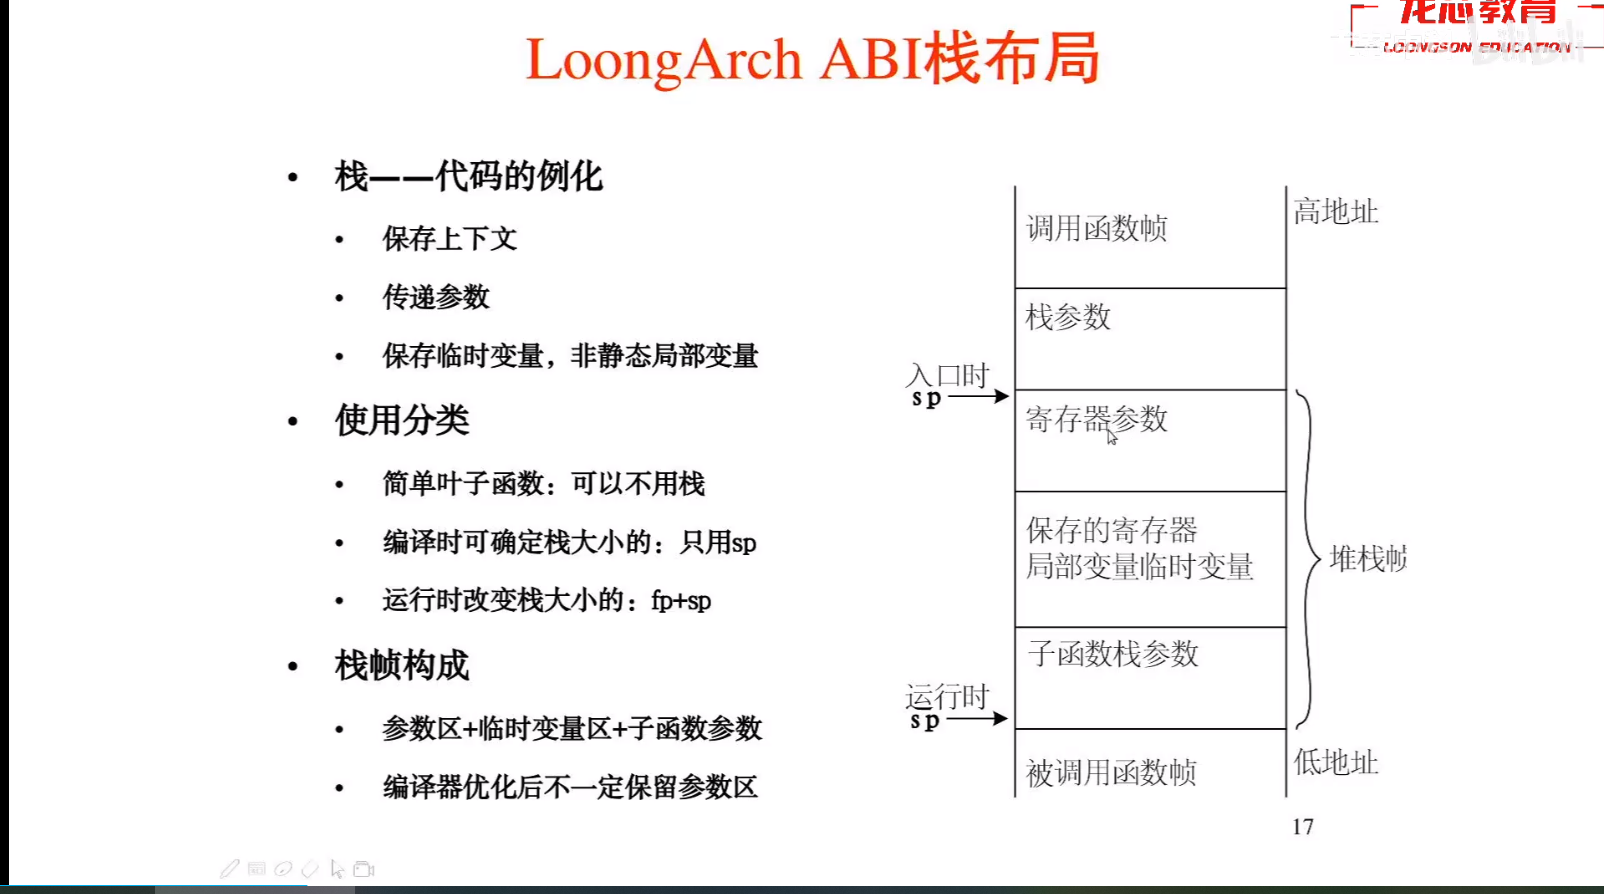 龙芯教育
LOONGSON EDUCATION
bilibili
LoongArch ABI栈布局
• 栈——代码的例化
• 保存上下文
• 传递参数
• 保存临时变量，非静态局部变量
• 使用分类
• 简单叶子函数：可以不用栈
• 编译时可确定栈大小的：只用sp
• 运行时改变栈大小的：fp+sp
• 栈帧构成
• 参数区+临时变量区+子函数参数
• 编译器优化后不一定保留参数区
高地址
调用函数帧
栈参数
入口时
sp
寄存器参数
保存的寄存器
局部变量临时变量
堆栈帧
子函数栈参数
运行时
sp
被调用函数帧
低地址
17